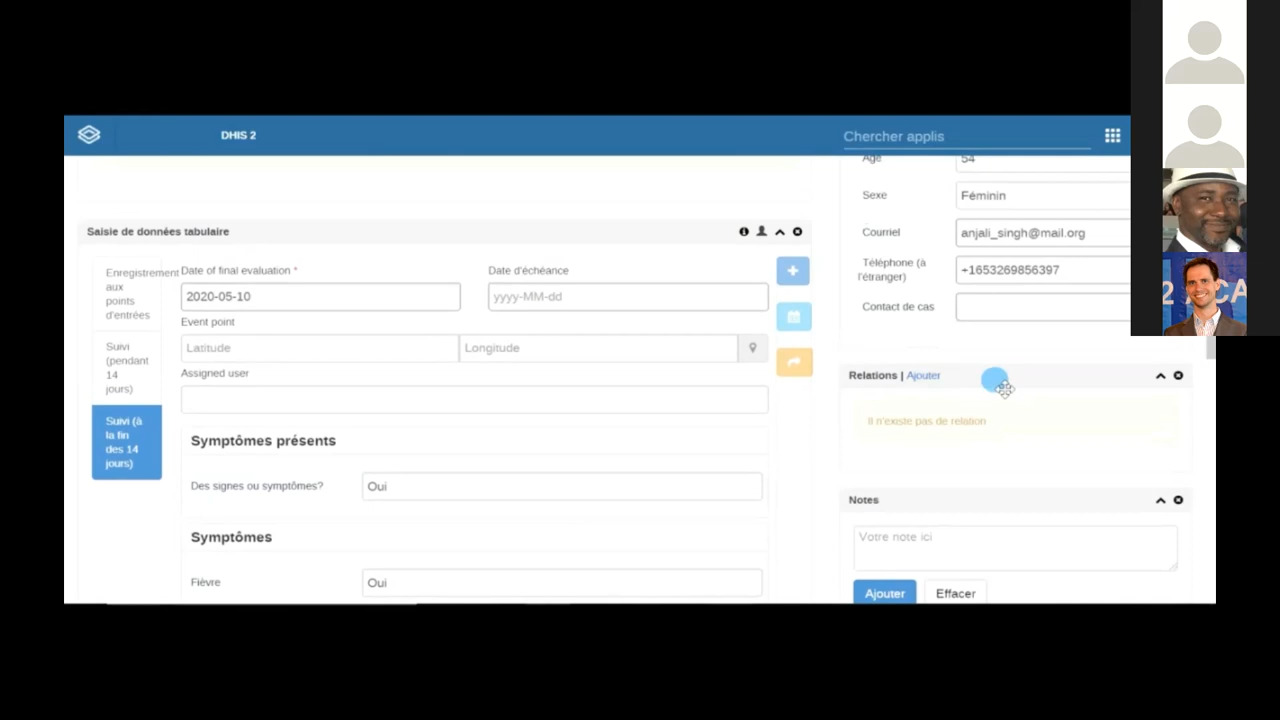 DHIS 2
Chercher applis
Age
54
Sexe
Féminin
Courriel
anjali_singh@mail.org
Téléphone (à
l'étranger)
+1653269856397
Contact de cas
Saisie de données tabulaire
Enregistrement
aux
points
d'entrées
Suivi
(pendant
14
jours)
Suivi (à
la fin
des 14
jours)
Date of final evaluation *
Date d'échéance
2020-05-10
yyyy-MM-dd
Event point
Latitude
Longitude
Assigned user
Symptômes présents
Des signes ou symptômes?
Oui
Symptômes
Fièvre
Oui
Relations | Ajouter
Il n'existe pas de relation
Notes
Votre note ici
Ajouter
Effacer